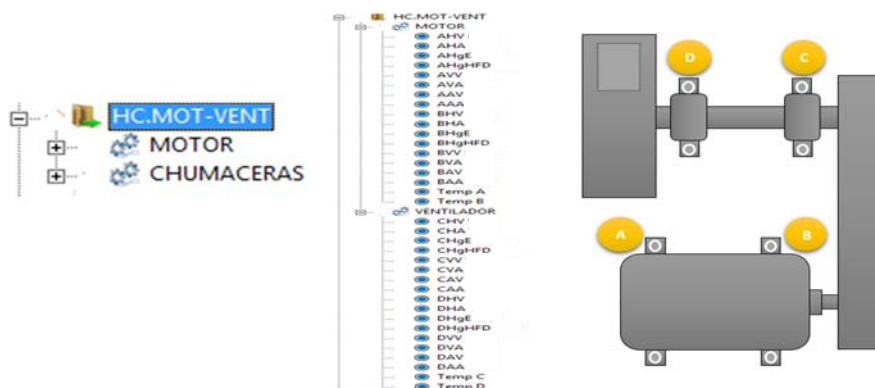 HC.MOT-VENT
MOTOR
CHUMACERAS
HC.MOT-VENT
MOTOR
AHV
AHA
AHgE
AHgHFD
AVV
AVA
AAV
AAA
BHV
BHA
BHgE
BHgHFD
BVV
BVA
BAV
BAA
Temp A
Temp B
VENTILADOR
CHV
CHA
CHgE
CHgHFD
CVV
CVA
CAV
CAA
DHV
DHA
DHgE
DHgHFD
DVV
DVA
DAV
DAA
Temp C
Temp D
D
C
A
B